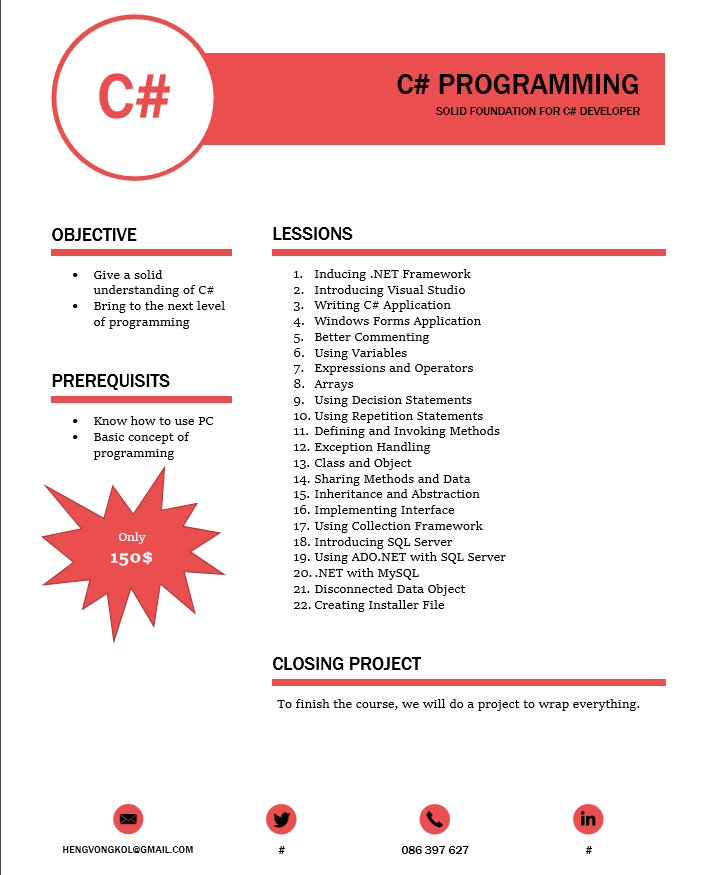 C#
C# PROGRAMMING
SOLID FOUNDATION FOR C# DEVELOPER
OBJECTIVE
• Give a solid
understanding of C#
• Bring to the next level
of programming
PREREQUISITS
• Know how to use PC
• Basic concept of
programming
Only
150$
LESSIONS
1. Inducing .NET Framework
2. Introducing Visual Studio
3. Writing C# Application
4. Windows Forms Application
5. Better Commenting
6. Using Variables
7. Expressions and Operators
8. Arrays
9. Using Decision Statements
10. Using Repetition Statements
11. Defining and Invoking Methods
12. Exception Handling
13. Class and Object
14. Sharing Methods and Data
15. Inheritance and Abstraction
16. Implementing Interface
17. Using Collection Framework
18. Introducing SQL Server
19. Using ADO.NET with SQL Server
20. .NET with MySQL
21. Disconnected Data Object
22. Creating Installer File
CLOSING PROJECT
To finish the course, we will do a project to wrap everything.
in
HENGVONGKOL@GMAIL.COM
#
086 397 627
#